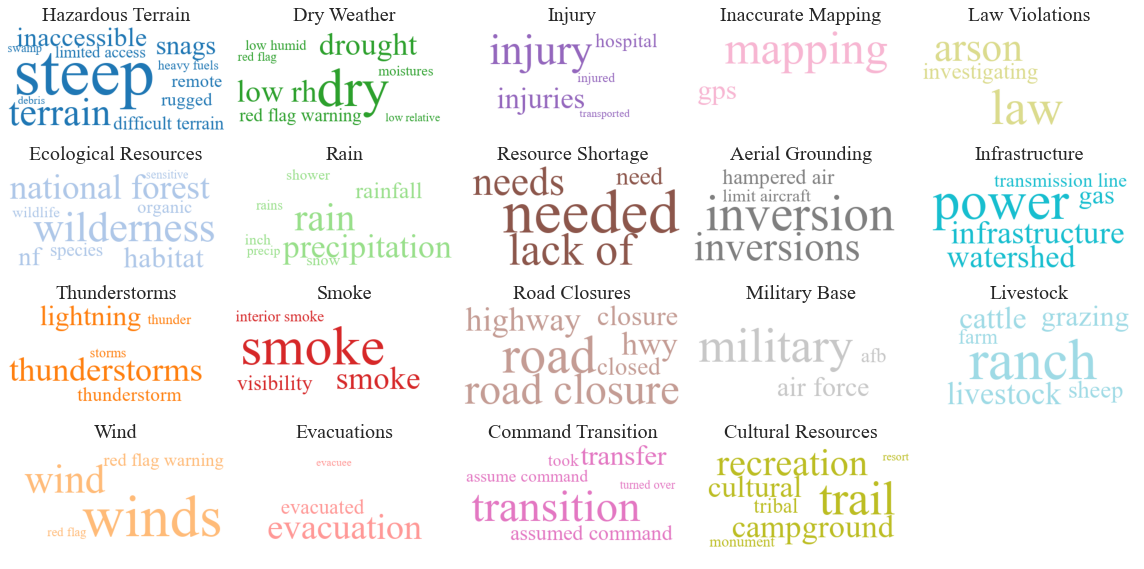 Hazardous Terrain
inaccessible
swamp
limited access
snags
heavy fuels
steep
remote
debris
rugged
terrain
difficult terrain
Dry Weather
low humid
drought
red flag
moistures
low rh
dry
red flag warning
low relative
Injury
injury
hospital
injured
injuries
transported
Inaccurate Mapping
mapping
gps
Law Violations
arson
investigating
law
Ecological Resources
sensitive
national forest
wildlife
organic
wilderness
nf
species
habitat
Rain
shower
rainfall
rains
rain
inch
precip
precipitation
snow
Resource Shortage
needs
need
needed
lack of
Aerial Grounding
hampered air
limit aircraft
inversion
inversions
Infrastructure
transmission line
power
gas
infrastructure
watershed
Thunderstorms
lightning
thunder
storms
thunderstorms
thunderstorm
Smoke
interior smoke
smoke
visibility
smoke
Road Closures
highway
closure
road
hwy
closed
road closure
Military Base
military
afb
air force
Livestock
cattle
grazing
farm
ranch
livestock
sheep
Wind
red flag warning
wind
winds
red flag
Evacuations
evacuee
evacuated
evacuation
Command Transition
took
transfer
assume command
turned over
transition
assumed command
Cultural Resources
recreation
resort
cultural
trail
tribal
campground
monument